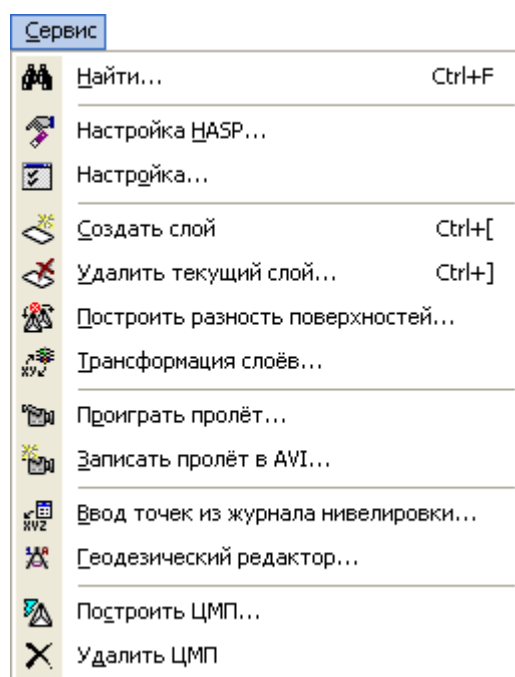 Сервис
Найти... Ctrl+F
Настройка HASP...
Настройка...
Создать слой Ctrl+[
Удалить текущий слой... Ctrl+]
Построить разность поверхностей...
Трансформация слоёв...
Проиграть пролёт...
Записать пролёт в AVI...
Ввод точек из журнала нивелировки...
Геодезический редактор...
Построить ЦМП...
Удалить ЦМП